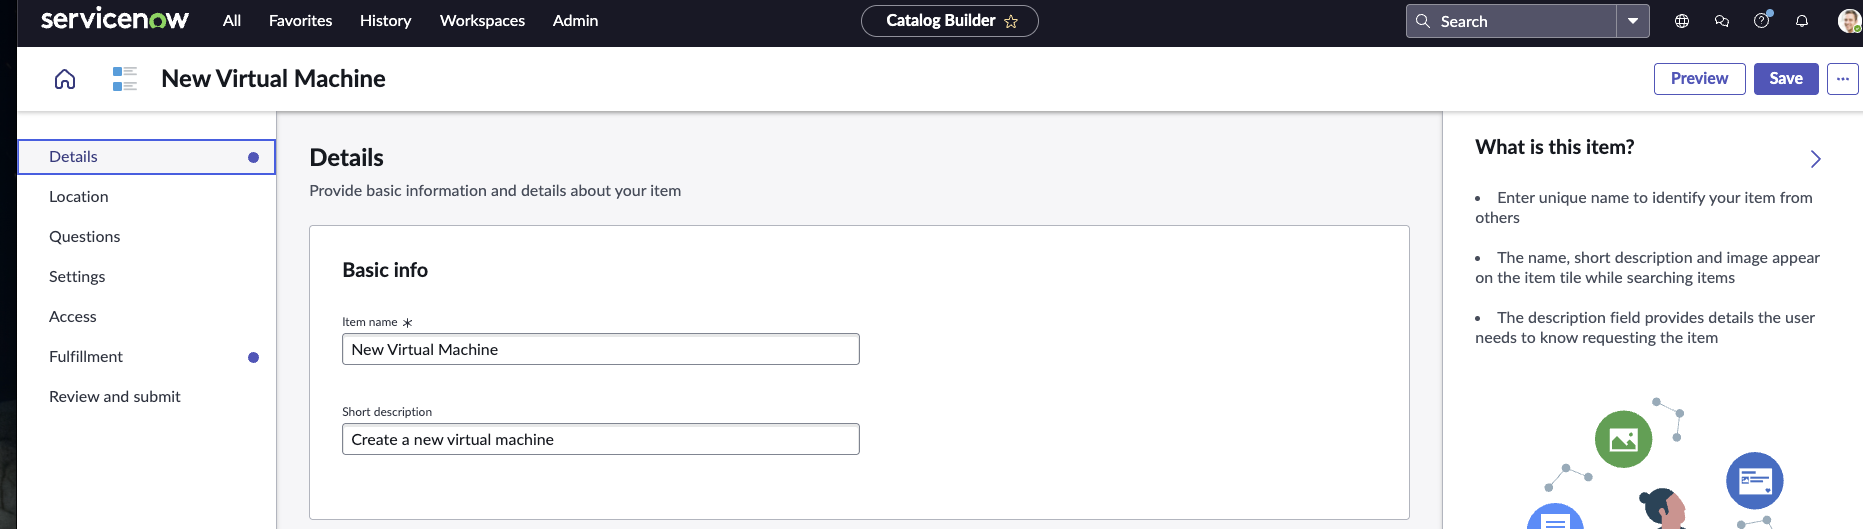 servicenow All Favorites History Workspaces Admin Catalog Builder Search
New Virtual Machine Preview Save ...
Details
Location
Questions
Settings
Access
Fulfillment
Review and submit
Details
Provide basic information and details about your item
Basic info
Item name *
New Virtual Machine
Short description
Create a new virtual machine
What is this item?
• Enter unique name to identify your item from
others
• The name, short description and image appear
on the item tile while searching items
• The description field provides details the user
needs to know requesting the item